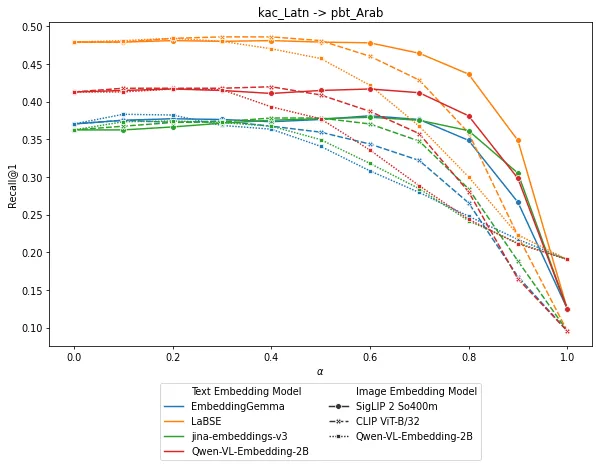 kac_Latn -> pbt_Arab
Recall@1
0.50
0.45
0.40
0.35
0.30
0.25
0.20
0.15
0.10
0.0 0.2 0.4 0.6 0.8 1.0
α
Text Embedding Model
EmbeddingGemma
LaBSE
jina-embeddings-v3
Qwen-VL-Embedding-2B
Image Embedding Model
SigLIP 2 So400m
CLIP ViT-B/32
Qwen-VL-Embedding-2B